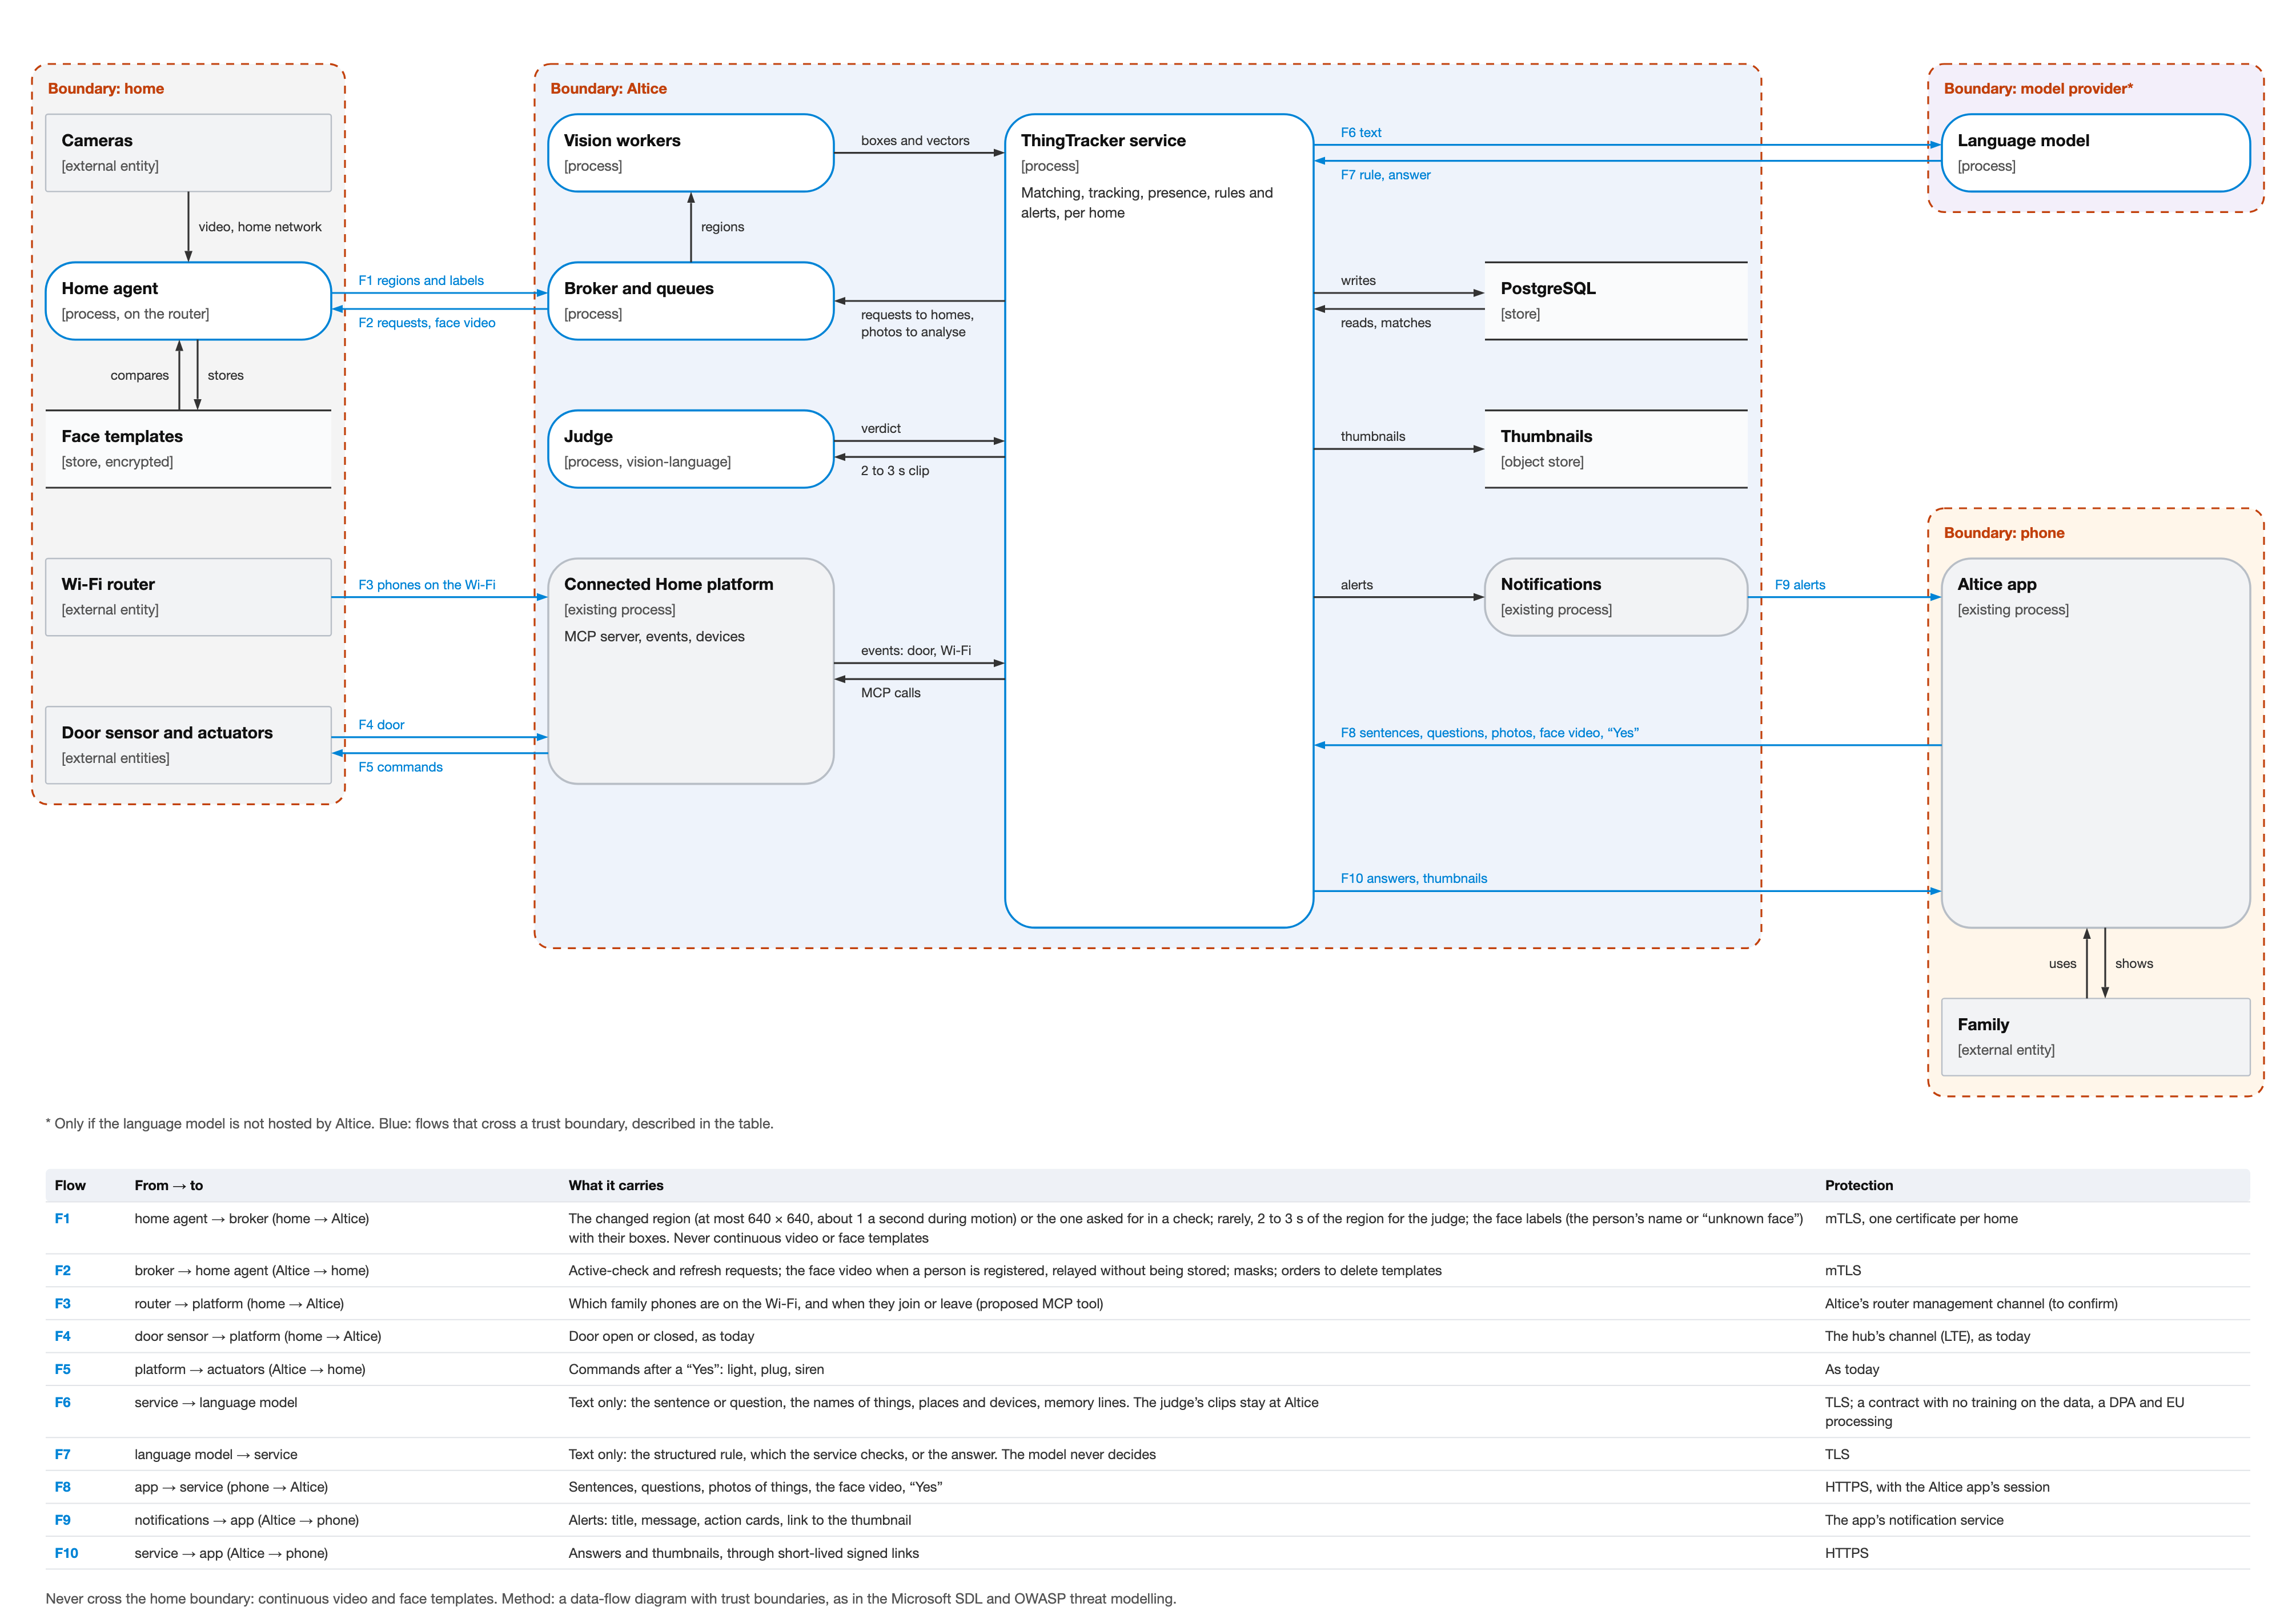 Boundary: home
Cameras
[external entity]
video, home network
Home agent
[process, on the router]
compares
stores
Face templates
[store, encrypted]
Wi-Fi router
[external entity]
Door sensor and actuators
[external entities]
F1 regions and labels
F2 requests, face video
F3 phones on the Wi-Fi
F4 door
F5 commands
Boundary: Altice
Vision workers
[process]
boxes and vectors
regions
Broker and queues
[process]
requests to homes,
photos to analyse
Judge
[process, vision-language]
verdict
2 to 3 s clip
Connected Home platform
[existing process]
MCP server, events, devices
events: door, Wi-Fi
MCP calls
ThingTracker service
[process]
Matching, tracking, presence, rules and
alerts, per home
F6 text
F7 rule, answer
writes
reads, matches
PostgreSQL
[store]
thumbnails
Thumbnails
[object store]
alerts
Notifications
[existing process]
F9 alerts
F8 sentences, questions, photos, face video, “Yes”
F10 answers, thumbnails
Boundary: model provider*
Language model
[process]
Boundary: phone
Altice app
[existing process]
uses
shows
Family
[external entity]
* Only if the language model is not hosted by Altice. Blue: flows that cross a trust boundary, described in the table.
Flow From → to What it carries Protection
F1 home agent → broker (home → Altice) The changed region (at most 640 × 640, about 1 a second during motion) or the one asked for in a check; rarely, 2 to 3 s of the region for the judge; the face labels (the person’s name or “unknown face”) mTLS, one certificate per home
with their boxes. Never continuous video or face templates
F2 broker → home agent (Altice → home) Active-check and refresh requests; the face video when a person is registered, relayed without being stored; masks; orders to delete templates mTLS
F3 router → platform (home → Altice) Which family phones are on the Wi-Fi, and when they join or leave (proposed MCP tool) Altice’s router management channel (to confirm)
F4 door sensor → platform (home → Altice) Door open or closed, as today The hub’s channel (LTE), as today
F5 platform → actuators (Altice → home) Commands after a “Yes”: light, plug, siren As today
F6 service → language model Text only: the sentence or question, the names of things, places and devices, memory lines. The judge’s clips stay at Altice TLS; a contract with no training on the data, a DPA and EU
processing
F7 language model → service Text only: the structured rule, which the service checks, or the answer. The model never decides TLS
F8 app → service (phone → Altice) Sentences, questions, photos of things, the face video, “Yes” HTTPS, with the Altice app’s session
F9 notifications → app (Altice → phone) Alerts: title, message, action cards, link to the thumbnail The app’s notification service
F10 service → app (Altice → phone) Answers and thumbnails, through short-lived signed links HTTPS
Never cross the home boundary: continuous video and face templates. Method: a data-flow diagram with trust boundaries, as in the Microsoft SDL and OWASP threat modelling.